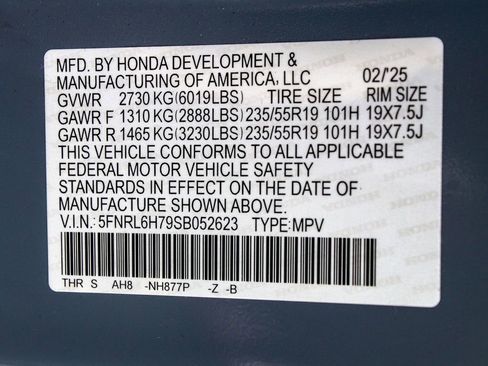 MFD. BY HONDA DEVELOPMENT &
MANUFACTURING OF AMERICA, LLC 02/'25
GVWR 2730 KG(6019LBS) TIRE SIZE RIM SIZE
GAWR F 1310 KG(2888LBS) 235/55R19 101H 19X7.5J
GAWR R 1465 KG(3230LBS) 235/55R19 101H 19X7.5J
THIS VEHICLE CONFORMS TO ALL APPLICABLE
FEDERAL MOTOR VEHICLE SAFETY
STANDARDS IN EFFECT ON THE DATE OF
MANUFACTURE SHOWN ABOVE.
V.I.N.: 5FNRL6H79SB052623 TYPE: MPV
THR S AH8 -NH877P -Z -B